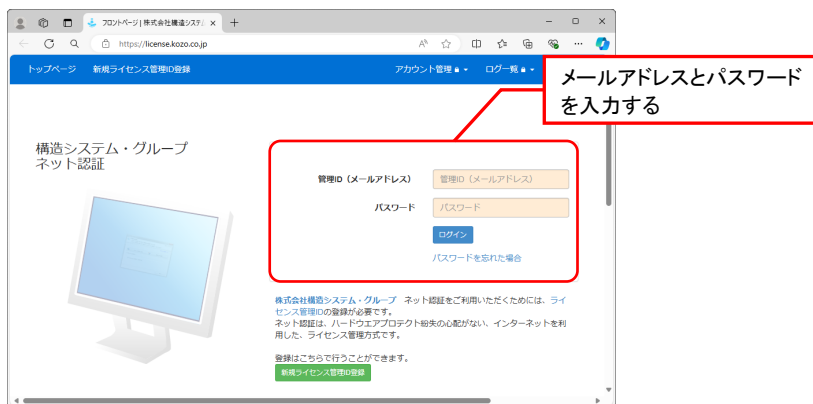 フロントページ | 株式会社構造システム
https://license.kozo.co.jp
トップページ 新規ライセンス管理ID登録 アカウント管理 ログ一覧
メールアドレスとパスワード
を入力する
構造システム・グループ
ネット認証
管理ID（メールアドレス） 管理ID（メールアドレス）
パスワード パスワード
ログイン
パスワードを忘れた場合
株式会社構造システム・グループ ネット認証をご利用いただくためには、ライ
センス管理IDの登録が必要です。
ネット認証は、ハードウエアプロテクト紛失の心配がない、インターネットを利
用した、ライセンス管理方式です。
登録はこちらで行うことができます。
新規ライセンス管理ID登録